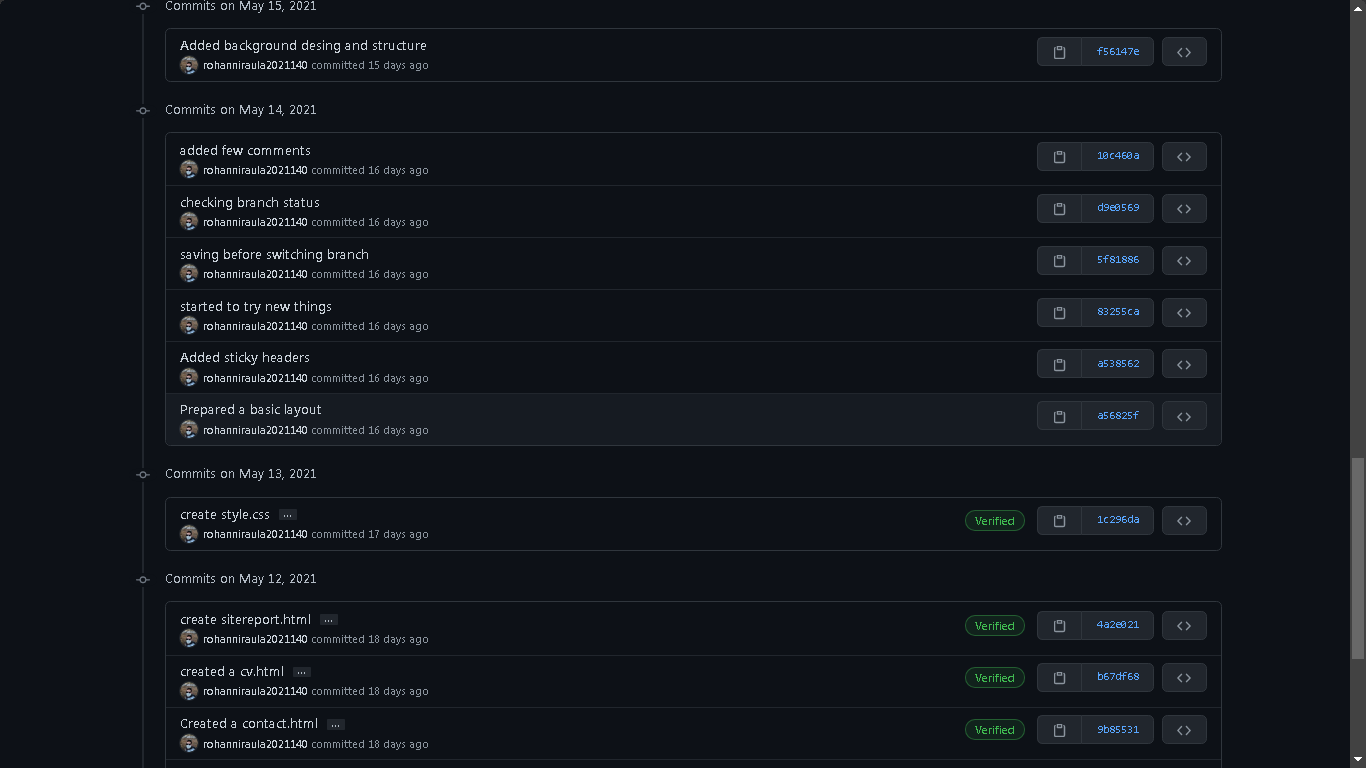 Commits on May 15, 2021
Added background desing and structure
rohanniraula2021140 committed 15 days ago
f56147e
Commits on May 14, 2021
added few comments
rohanniraula2021140 committed 16 days ago
10c460a
checking branch status
rohanniraula2021140 committed 16 days ago
d9e0569
saving before switching branch
rohanniraula2021140 committed 16 days ago
5f81886
started to try new things
rohanniraula2021140 committed 16 days ago
83255ca
Added sticky headers
rohanniraula2021140 committed 16 days ago
a538562
Prepared a basic layout
rohanniraula2021140 committed 16 days ago
a56825f
Commits on May 13, 2021
create style.css ...
rohanniraula2021140 committed 17 days ago
Verified 1c296da
Commits on May 12, 2021
create sitereport.html ...
rohanniraula2021140 committed 18 days ago
Verified 4a2e021
created a cv.html ...
rohanniraula2021140 committed 18 days ago
Verified b67df68
Created a contact.html ...
rohanniraula2021140 committed 18 days ago
Verified 9b85531